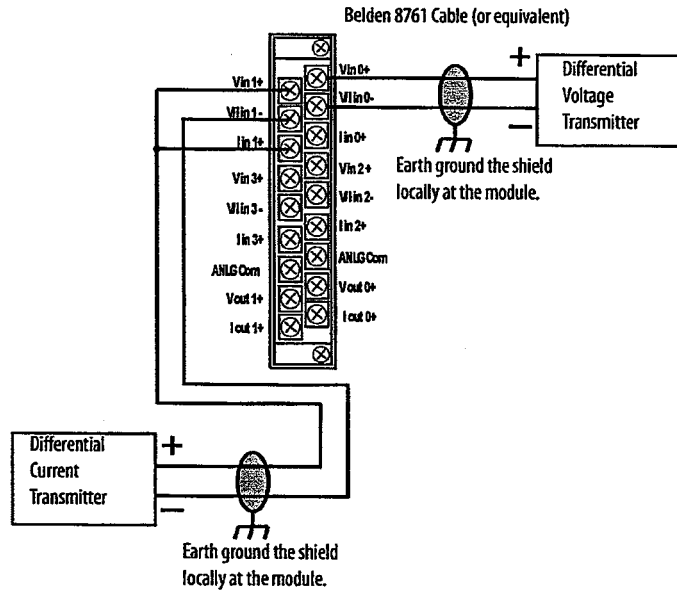 Belden 8761 Cable (or equivalent)
Vin 1+
V/Iin 1-
Iin 1+
Vin 3+
V/Iin 3-
Iin 3+
ANLG Com
Vout 1+
Iout 1+
Vin 0+
V/Iin 0-
Iin 0+
Vin 2+
V/Iin 2-
Iin 2+
ANLG Com
Vout 0+
Iout 0+
+
Differential
Voltage
Transmitter
—
Earth ground the shield
locally at the module.
Differential
Current
Transmitter
+
—
Earth ground the shield
locally at the module.